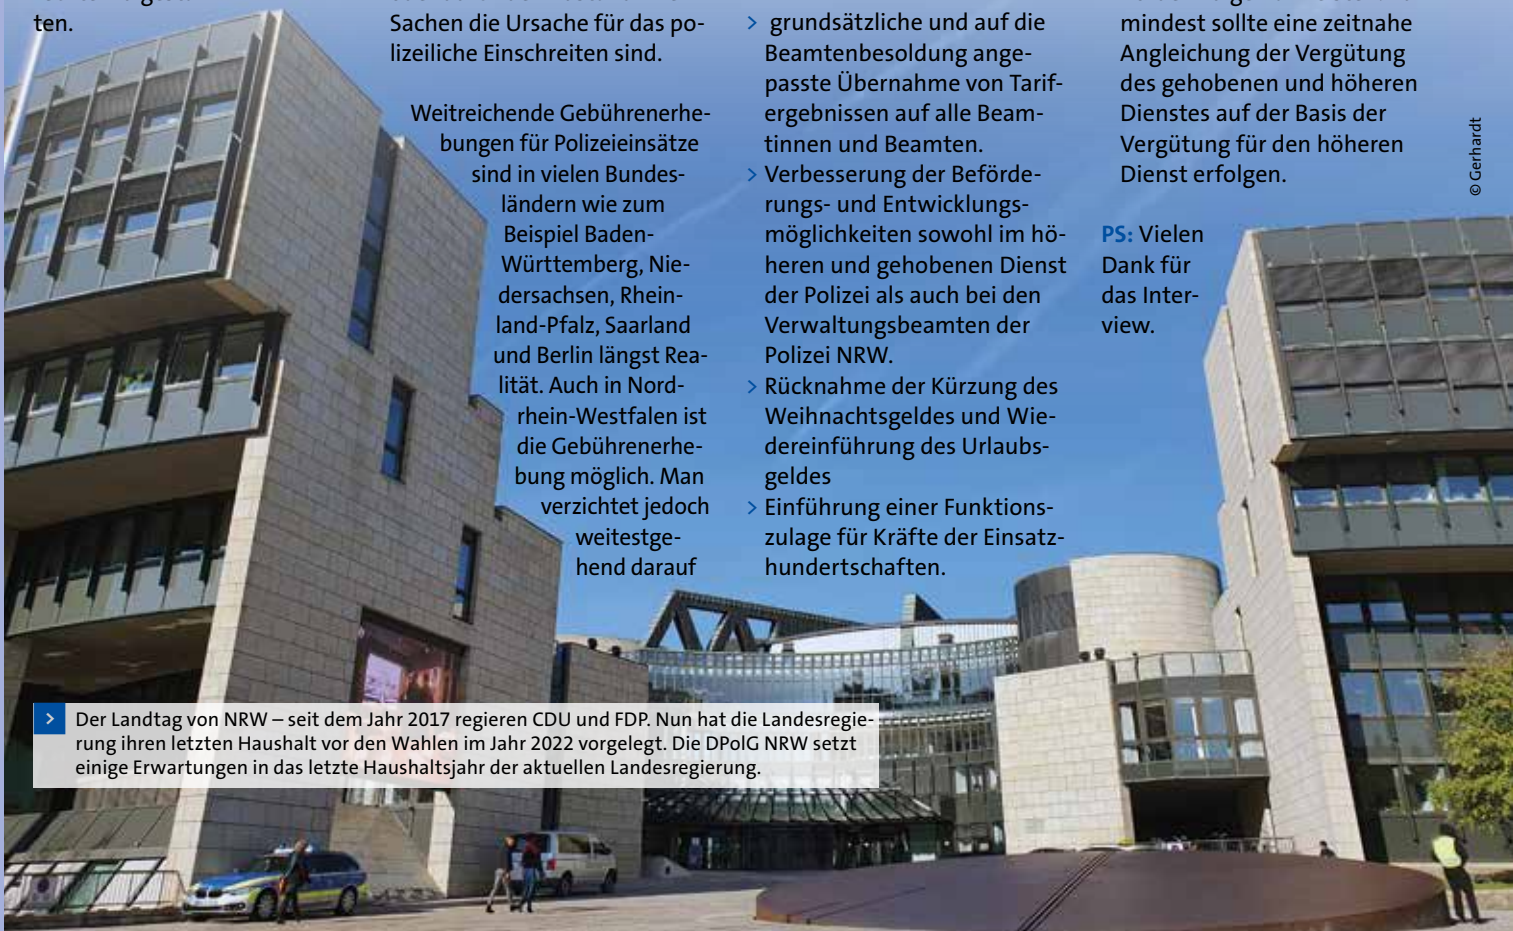 ten.
Sachen die Ursache für das po-
lizeiliche Einschreiten sind.
Weitreichende Gebührenerhe-
bungen für Polizeieinsätze
sind in vielen Bundes-
ländern wie zum
Beispiel Baden-
Württemberg, Nie-
dersachsen, Rhein-
land-Pfalz, Saarland
und Berlin längst Rea-
lität. Auch in Nord-
rhein-Westfalen ist
die Gebührenerhe-
bung möglich. Man
verzichtet jedoch
weitestge-
hend darauf
> grundsätzliche und auf die
Beamtenbesoldung ange-
passte Übernahme von Tarif-
ergebnissen auf alle Beam-
tinnen und Beamten.
> Verbesserung der Beförde-
rungs- und Entwicklungs-
möglichkeiten sowohl im hö-
heren und gehobenen Dienst
der Polizei als auch bei den
Verwaltungsbeamten der
Polizei NRW.
> Rücknahme der Kürzung des
Weihnachtsgeldes und Wie-
dereinführung des Urlaubs-
geldes
> Einführung einer Funktions-
zulage für Kräfte der Einsatz-
hundertschaften.
mindest sollte eine zeitnahe
Angleichung der Vergütung
des gehobenen und höheren
Dienstes auf der Basis der
Vergütung für den höheren
Dienst erfolgen.
PS: Vielen
Dank für
das Inter-
view.
© Gerhardt
> Der Landtag von NRW – seit dem Jahr 2017 regieren CDU und FDP. Nun hat die Landesregie-
rung ihren letzten Haushalt vor den Wahlen im Jahr 2022 vorgelegt. Die DPolG NRW setzt
einige Erwartungen in das letzte Haushaltsjahr der aktuellen Landesregierung.